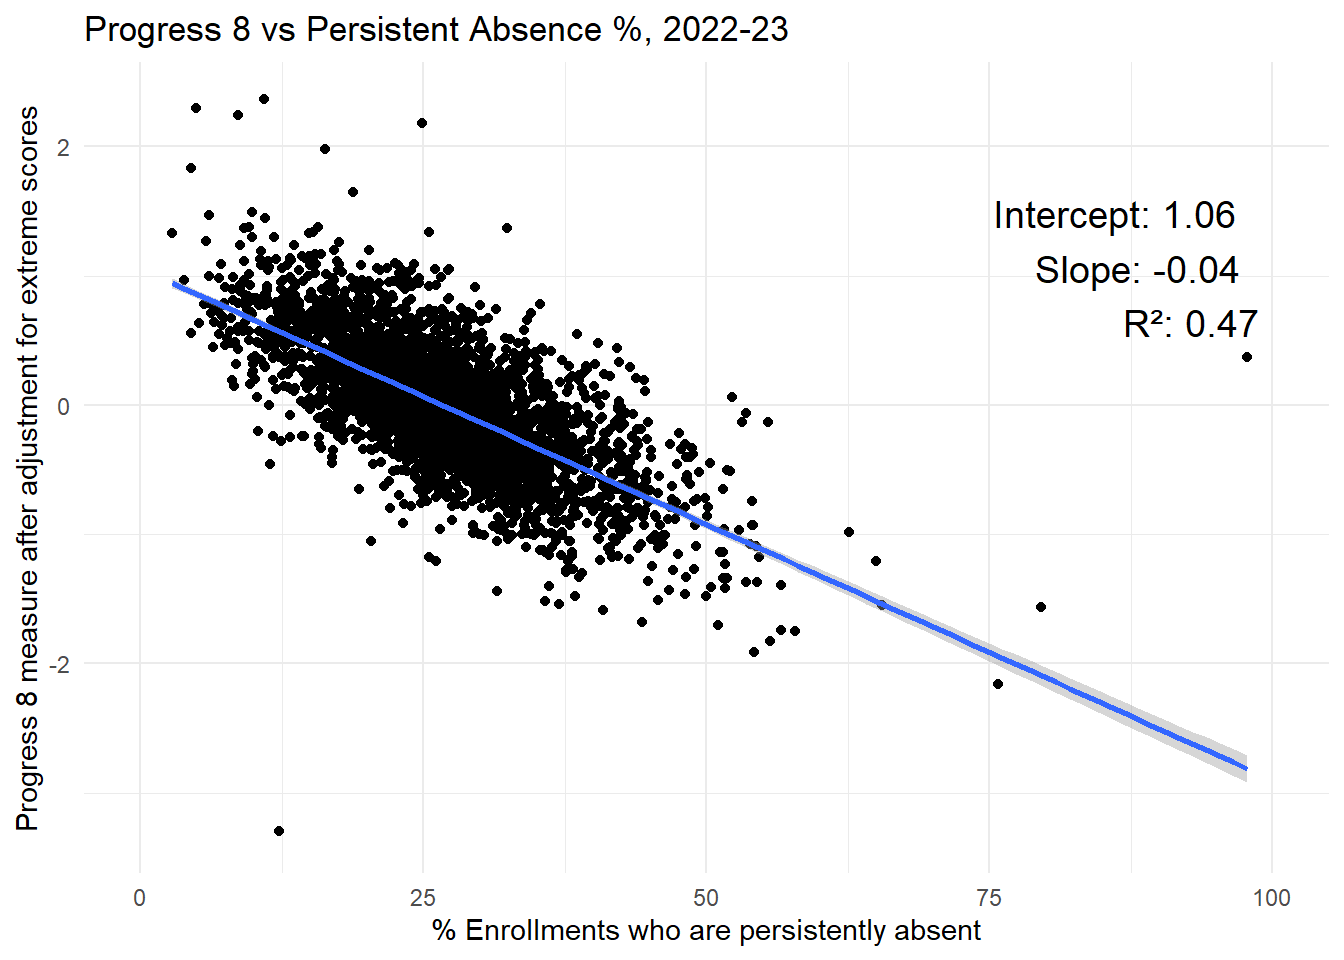 Progress 8 vs Persistent Absence %, 2022-23
Progress 8 measure after adjustment for extreme scores
2
0
-2
Intercept: 1.06
Slope: -0.04
R²: 0.47
0
25
50
75
100
% Enrollments who are persistently absent